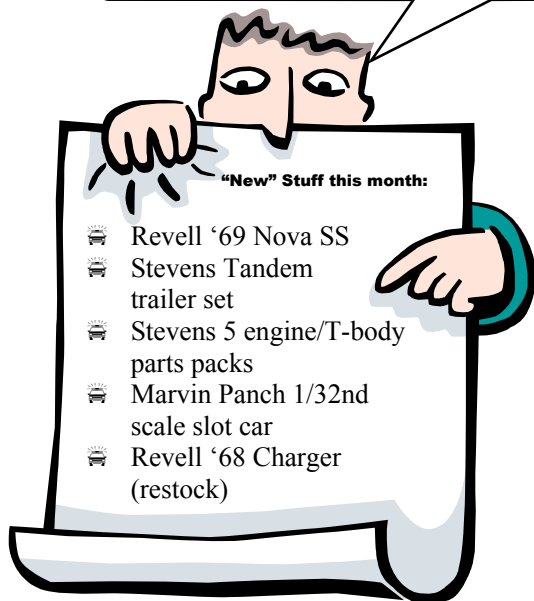 “New” Stuff this month:
Revell ‘69 Nova SS
Stevens Tandem
trailer set
Stevens 5 engine/T-body
parts packs
Marvin Panch 1/32nd
scale slot car
Revell ‘68 Charger
(restock)